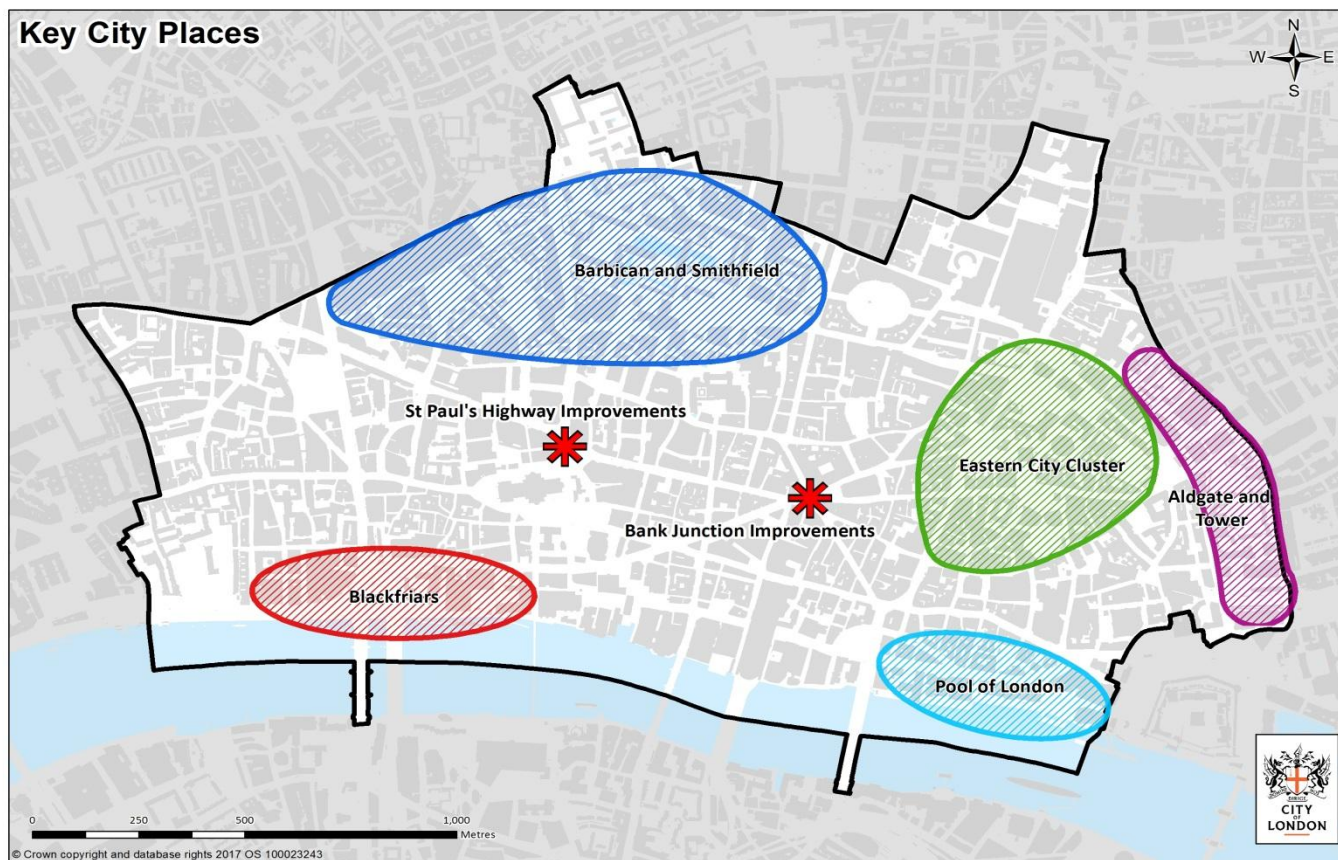 Key City Places
N
W E
S
Barbican and Smithfield
St Paul's Highway Improvements
Eastern City Cluster
Aldgate and
Tower
Bank Junction Improvements
Blackfriars
Pool of London
0 250 500 1,000
Metres
© Crown copyright and database rights 2017 OS 100023243
CITY
OF
LONDON